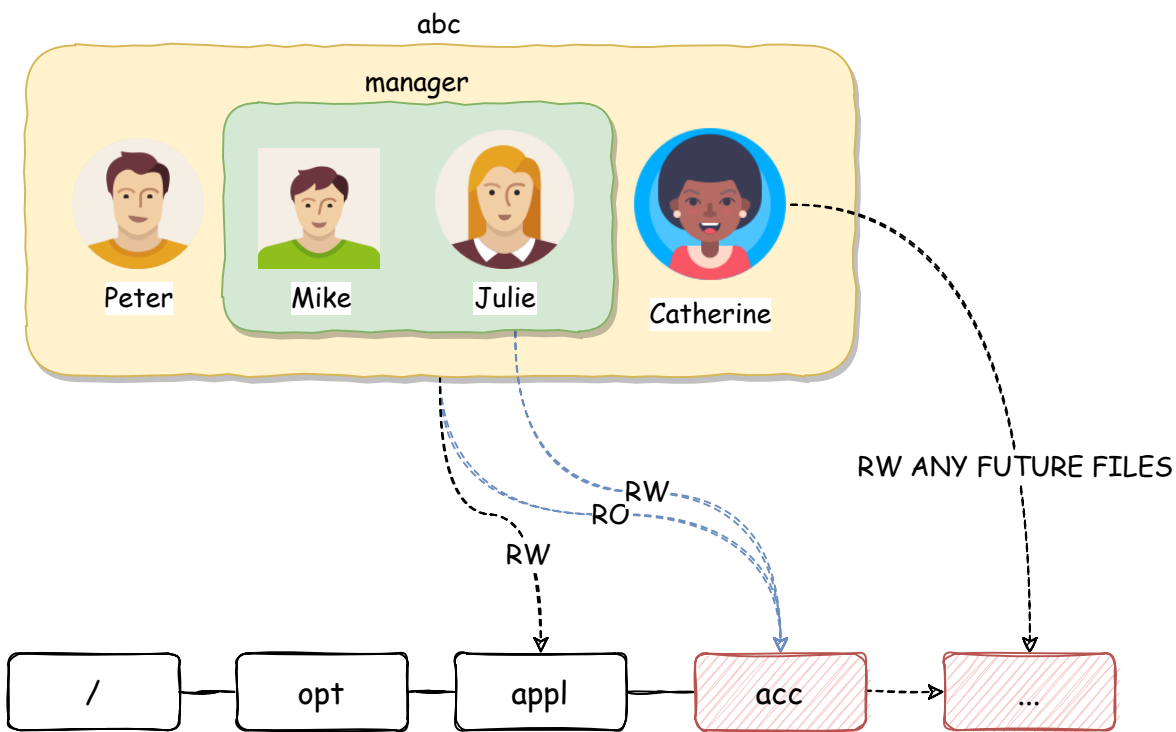 abc
manager
Peter
Mike
Julie
Catherine
RW ANY FUTURE FILES
RW
RO
RW
/
opt
appl
acc
...